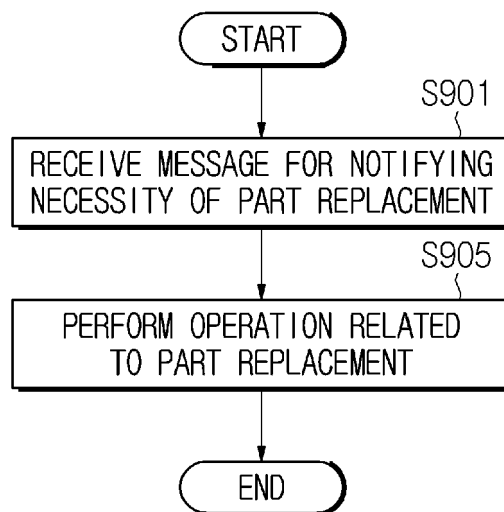 START
S901
RECEIVE MESSAGE FOR NOTIFYING
NECESSITY OF PART REPLACEMENT
S905
PERFORM OPERATION RELATED
TO PART REPLACEMENT
END